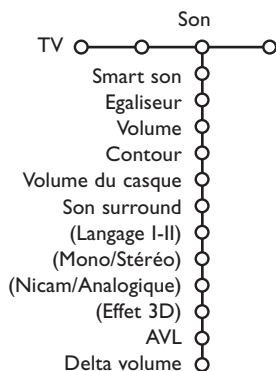 Son
TV
Smart son
Egaliseur
Volume
Contour
Volume du casque
Son surround
(Langage I-II)
(Mono/Stéréo)
(Nicam/Analogique)
(Effet 3D)
AVL
Delta volume